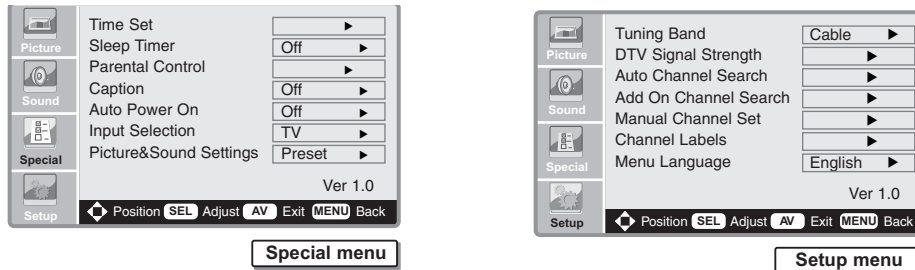 Picture
Sound
Special
Setup
Time Set
Sleep Timer Off
Parental Control
Caption Off
Auto Power On Off
Input Selection TV
Picture&Sound Settings Preset
Ver 1.0
Position SEL Adjust AV Exit MENU Back
Special menu
Picture
Sound
Special
Setup
Tuning Band Cable
DTV Signal Strength
Auto Channel Search
Add On Channel Search
Manual Channel Set
Channel Labels
Menu Language English
Ver 1.0
Position SEL Adjust AV Exit MENU Back
Setup menu